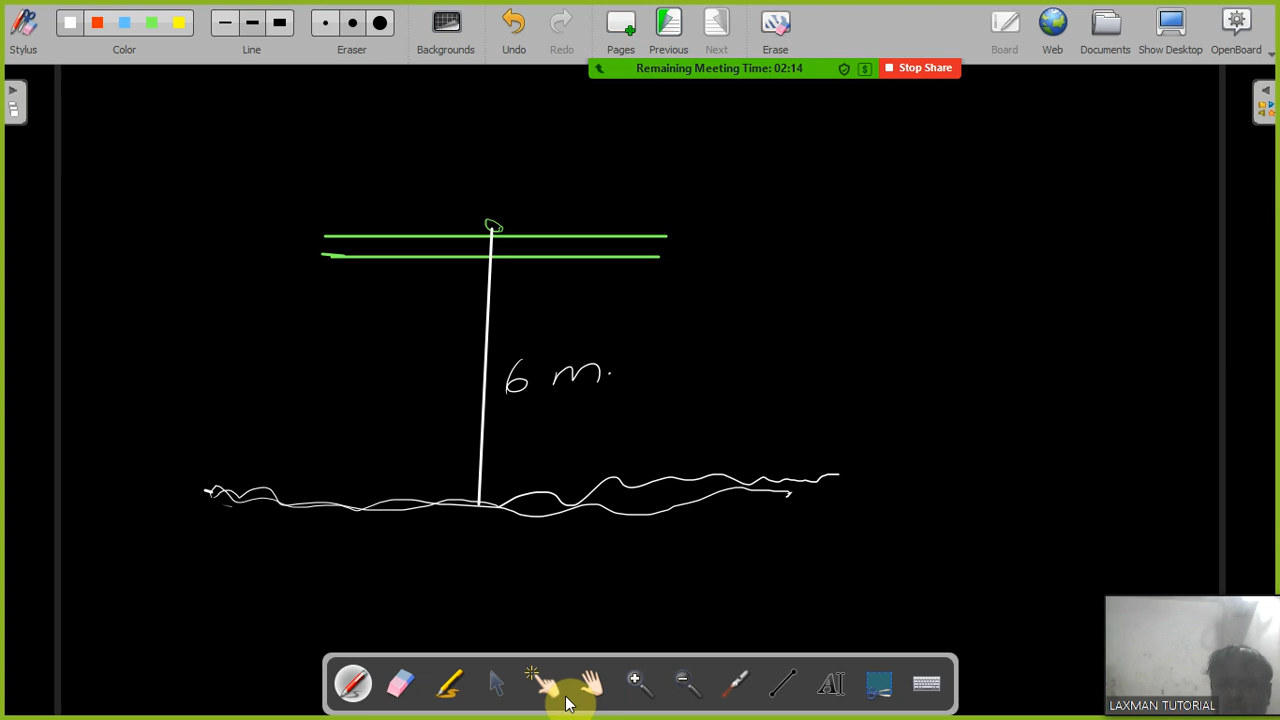 Stylus Color Line Eraser Backgrounds Undo Redo Pages Previous Next Erase Board Web Documents Show Desktop OpenBoard
Remaining Meeting Time: 02:14 $ Stop Share
6 m.
AI
LAXMAN TUTORIAL